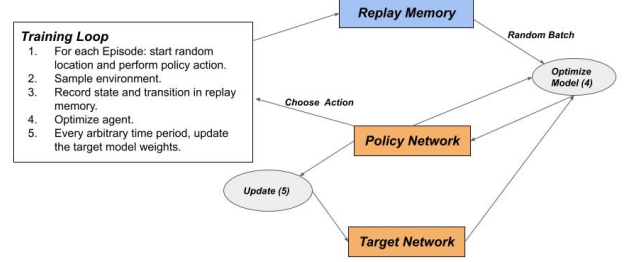 Replay Memory
Training Loop
1. For each Episode: start random
location and perform policy action.
2. Sample environment.
3. Record state and transition in replay
memory.
4. Optimize agent.
5. Every arbitrary time period, update
the target model weights.
Random Batch
Optimize
Model (4)
Choose Action
Policy Network
Update (5)
Target Network